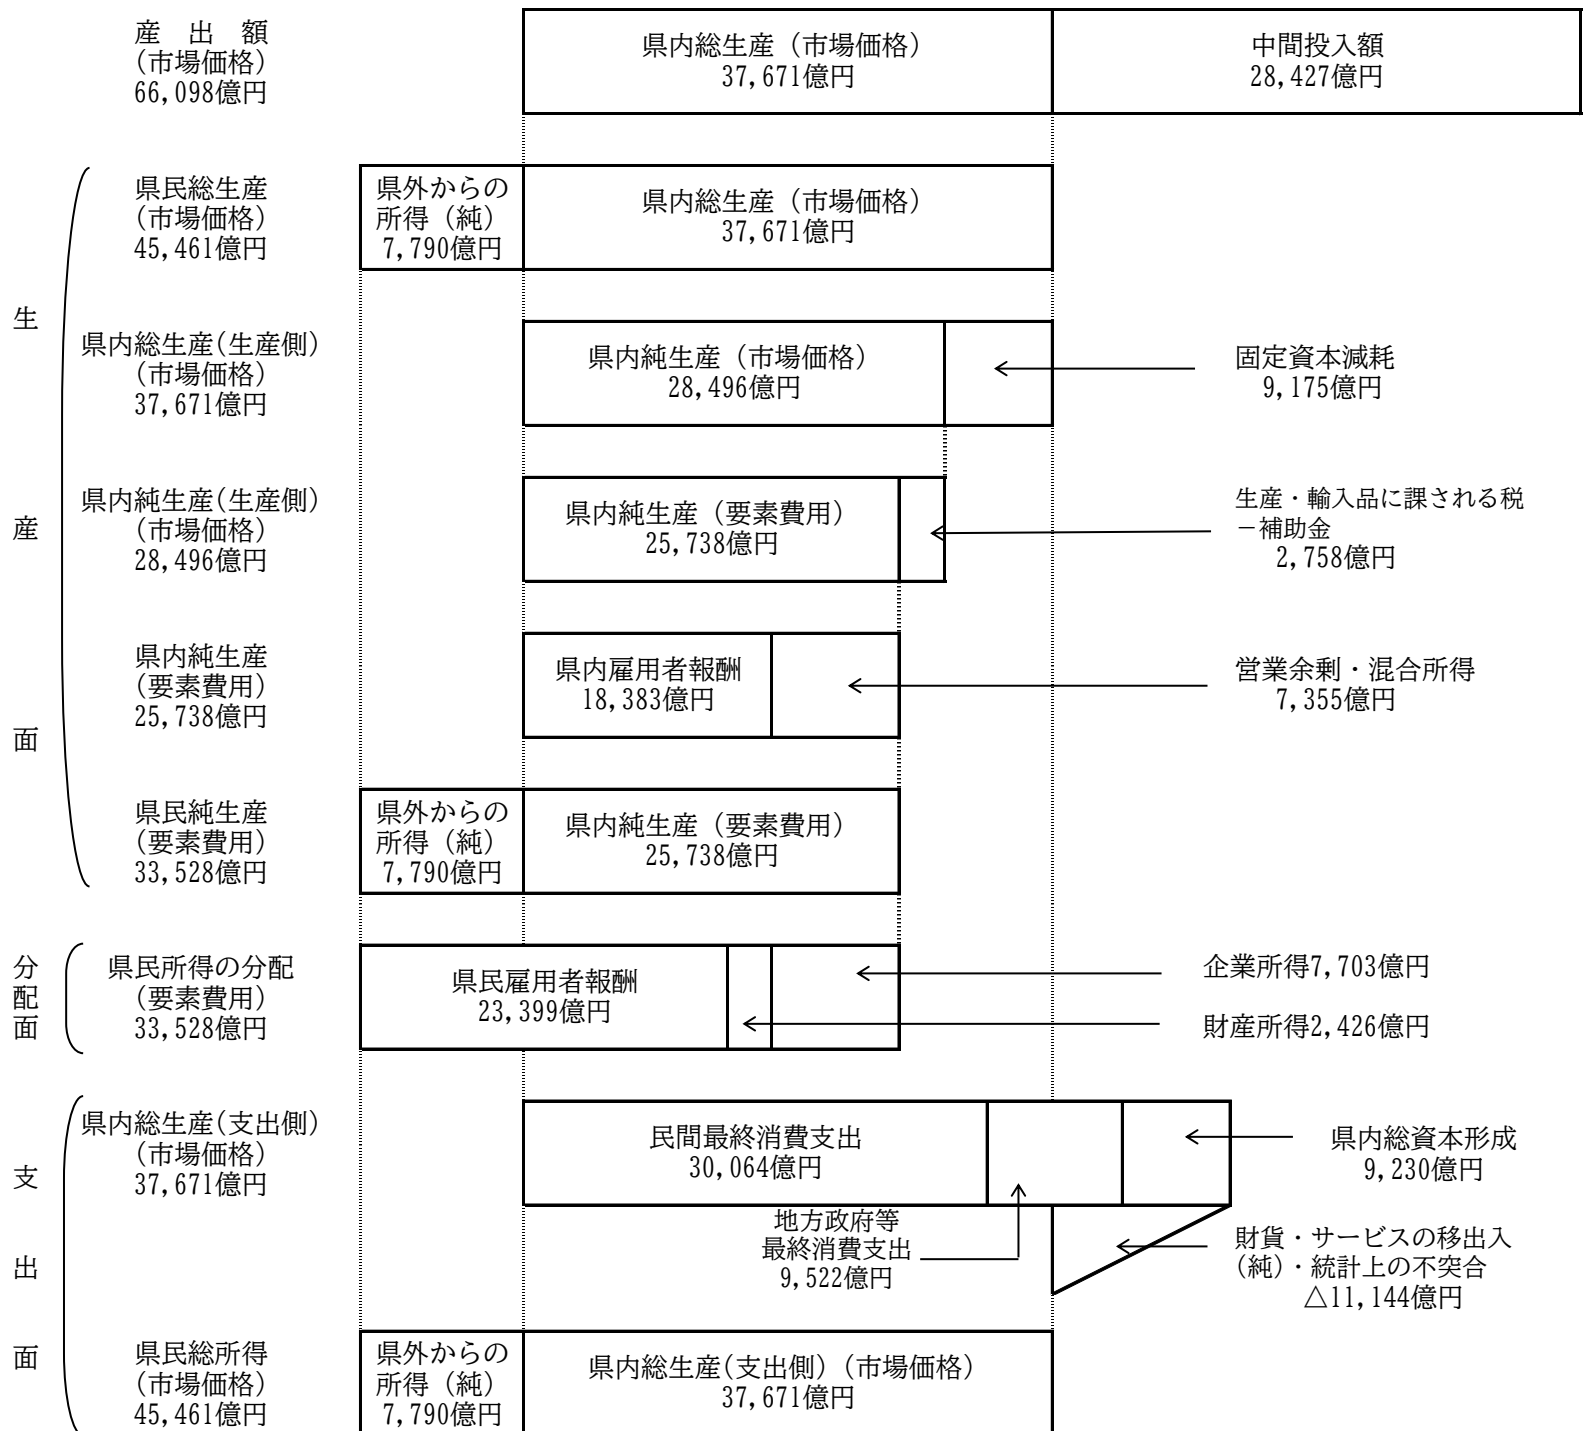 産 出 額
(市場価格)
66,098億円
県内総生産（市場価格）
37,671億円
中間投入額
28,427億円
生産面
県民総生産
(市場価格)
45,461億円
県外からの
所得（純）
7,790億円
県内総生産（市場価格）
37,671億円
県内総生産(生産側)
(市場価格)
37,671億円
県内純生産（市場価格）
28,496億円
固定資本減耗
9,175億円
県内純生産(生産側)
(市場価格)
28,496億円
県内純生産（要素費用）
25,738億円
生産・輸入品に課される税
－補助金
2,758億円
県内純生産
(要素費用)
25,738億円
県内雇用者報酬
18,383億円
営業余剰・混合所得
7,355億円
県民純生産
(要素費用)
33,528億円
県外からの
所得（純）
7,790億円
県内純生産（要素費用）
25,738億円
分配面
県民所得の分配
(要素費用)
33,528億円
県民雇用者報酬
23,399億円
企業所得7,703億円
財産所得2,426億円
支出面
県内総生産(支出側)
(市場価格)
37,671億円
民間最終消費支出
30,064億円
県内総資本形成
9,230億円
地方政府等
最終消費支出
9,522億円
財貨・サービスの移出入
(純)・統計上の不突合
△11,144億円
県民総所得
(市場価格)
45,461億円
県外からの
所得（純）
7,790億円
県内総生産(支出側)（市場価格）
37,671億円